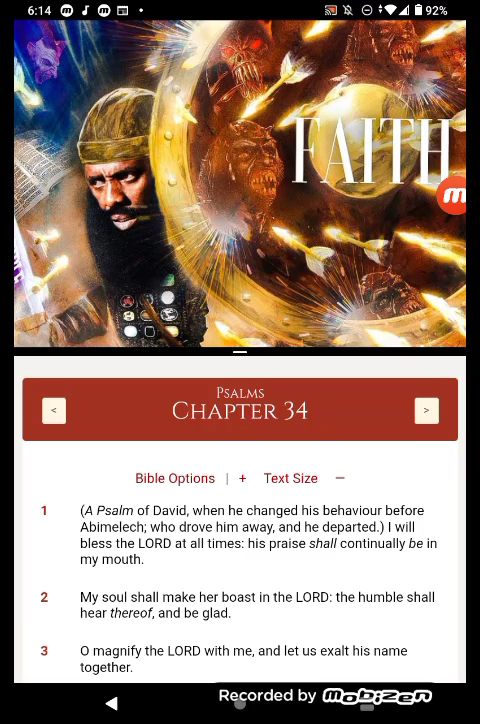 6:14
92%
FAITH
Psalms
Chapter 34
<
>
Bible Options | + Text Size –
1 (A Psalm of David, when he changed his behaviour before
Abimelech; who drove him away, and he departed.) I will
bless the LORD at all times: his praise shall continually be in
my mouth.
2 My soul shall make her boast in the LORD: the humble shall
hear thereof, and be glad.
3 O magnify the LORD with me, and let us exalt his name
together.
Recorded by Mobizen